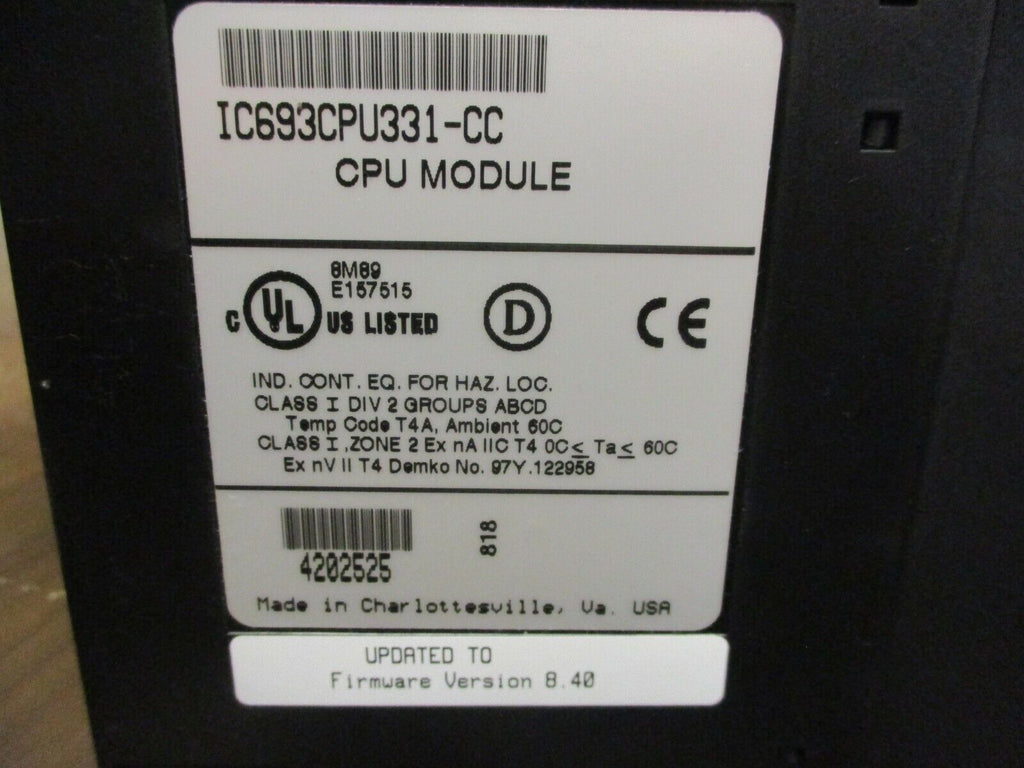 IC693CPU331-CC
CPU MODULE
8M89
E157515
C UL US LISTED
D
CE
IND. CONT. EQ. FOR HAZ. LOC.
CLASS I DIV 2 GROUPS ABCD
Temp Code T4A, Ambient 60C
CLASS I ,ZONE 2 Ex nA IIC T4 0C≤ Ta≤ 60C
Ex nV II T4 Demko No. 97Y.122958
4202525
818
Made in Charlottesville, Va. USA
UPDATED TO
Firmware Version 8.40